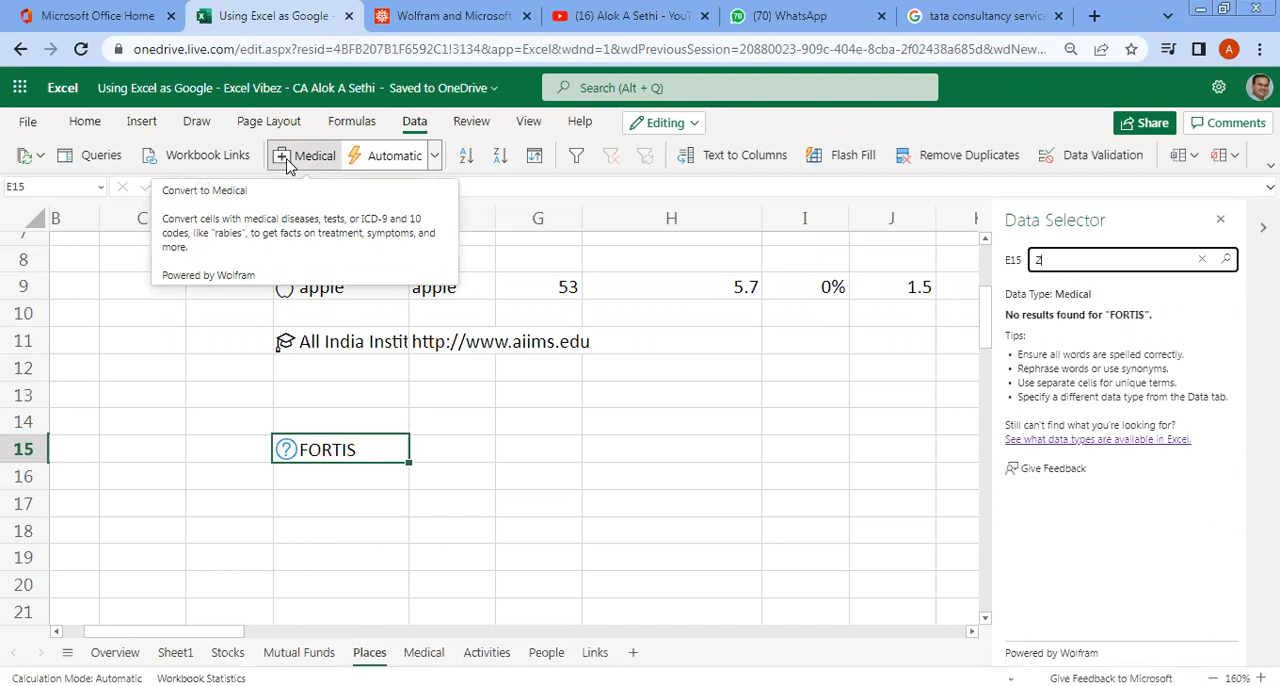 Microsoft Office Home
Using Excel as Google - Excel Vi
Wolfram and Microsoft
(16) Alok A Sethi - YouT
(70) WhatsApp
tata consultancy service
onedrive.live.com/edit.aspx?resid=4BFB207B1F6592C1!3134&app=Excel&wdnd=1&wdPreviousSession=20880023-909c-404e-8cba-2f02438a685d&wdNew...
A
Excel
Using Excel as Google - Excel Vibez - CA Alok A Sethi - Saved to OneDrive
Search (Alt + Q)
File Home Insert Draw Page Layout Formulas Data Review View Help
Editing
Share
Comments
Queries
Workbook Links
Medical
Automatic
Text to Columns
Flash Fill
Remove Duplicates
Data Validation
E15
Convert to Medical
Convert cells with medical diseases, tests, or ICD-9 and 10
codes, like "rabies", to get facts on treatment, symptoms, and
more.
Powered by Wolfram
B C G H I J
8
9 apple apple 53 5.7 0% 1.5
10
11 All India Instit http://www.aiims.edu
12
13
14
15 FORTIS
16
17
18
19
20
21
Data Selector
E15 Z
Data Type: Medical
No results found for "FORTIS".
Tips:
• Ensure all words are spelled correctly.
• Rephrase words or use synonyms.
• Use separate cells for unique terms.
• Specify a different data type from the Data tab.
Still can't find what you're looking for?
See what data types are available in Excel.
Give Feedback
Powered by Wolfram
Overview Sheet1 Stocks Mutual Funds Places Medical Activities People Links
Calculation Mode: Automatic Workbook Statistics
Give Feedback to Microsoft
160%